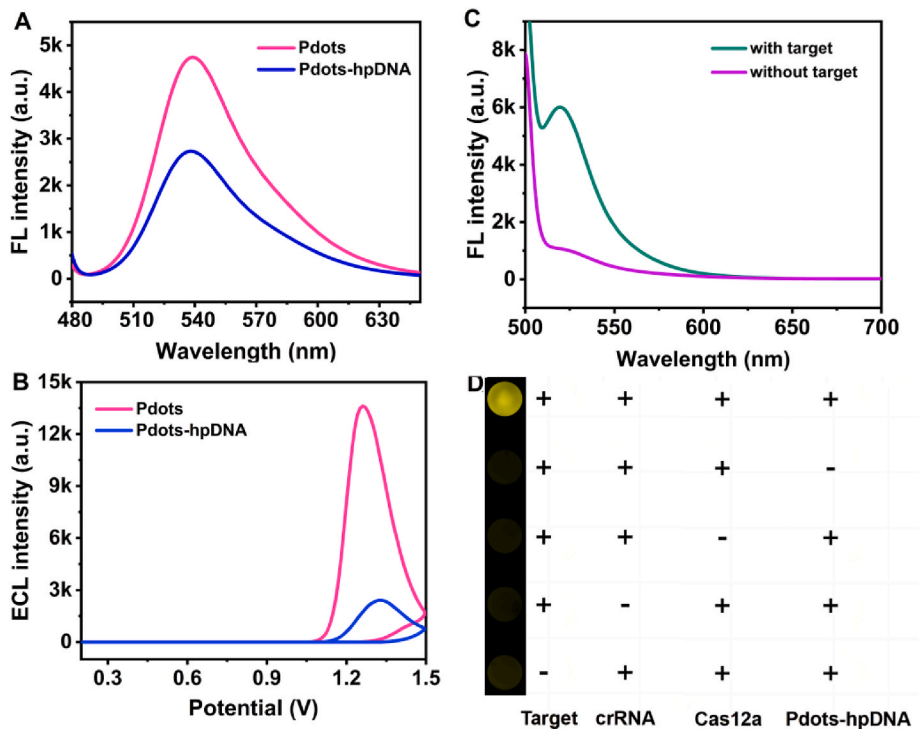 A
5k
4k
3k
2k
1k
0
FL intensity (a.u.)
Pdots
Pdots-hpDNA
480 510 540 570 600 630
Wavelength (nm)
C
8k
6k
4k
2k
0
FL intensity (a.u.)
with target
without target
500 550 600 650 700
Wavelength (nm)
B
15k
12k
9k
6k
3k
0
ECL intensity (a.u.)
Pdots
Pdots-hpDNA
0.3 0.6 0.9 1.2 1.5
Potential (V)
D
+ + + +
+ + + -
+ + - +
+ - + +
- + + +
Target crRNA Cas12a Pdots-hpDNA